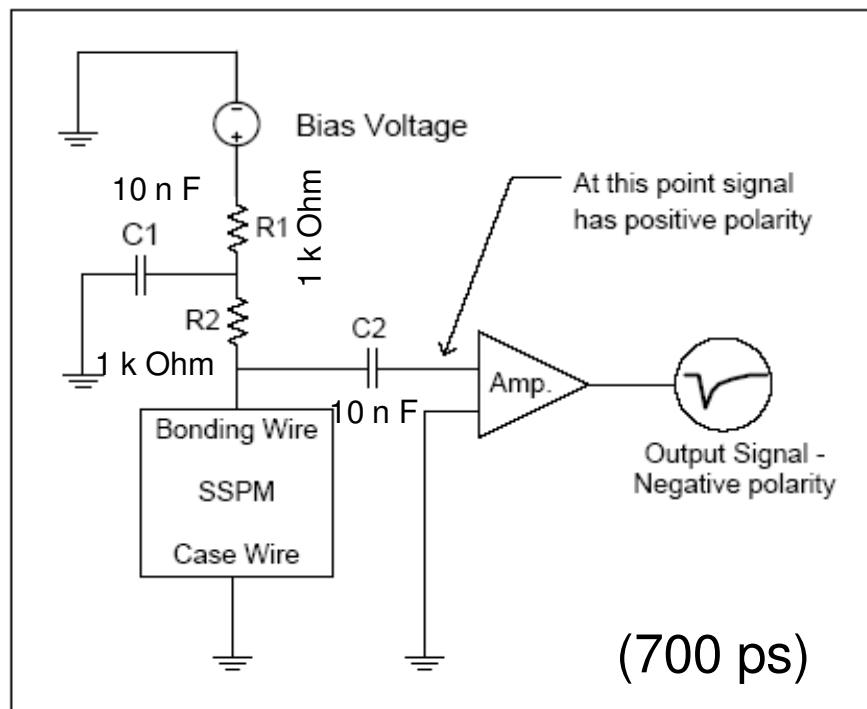 -
+
Bias Voltage
10 n F
C1
R1
1 k Ohm
At this point signal
has positive polarity
R2
1 k Ohm
C2
10 n F
Amp.
Bonding Wire
SSPM
Case Wire
Output Signal -
Negative polarity
(700 ps)